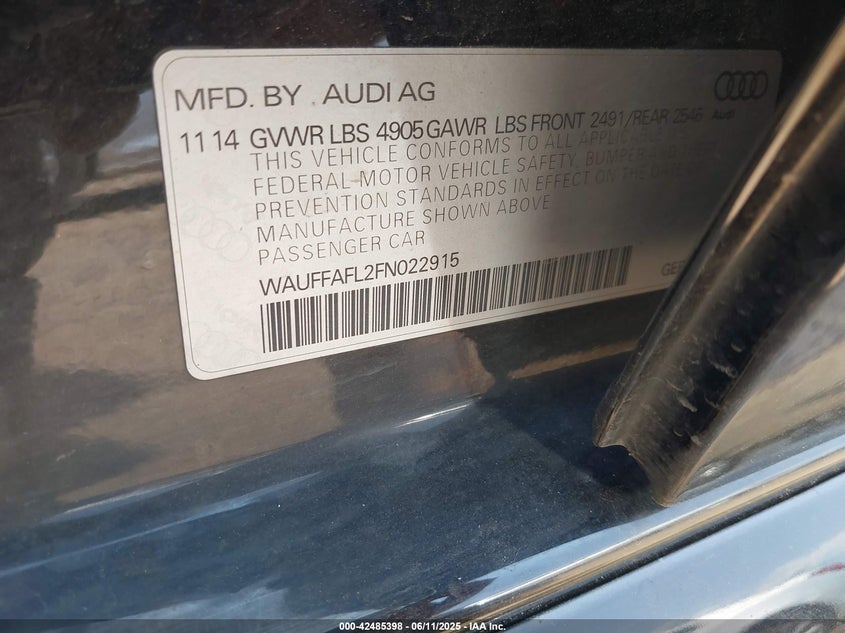 MFD. BY AUDI AG
11 14 GVWR LBS 4905 GAWR LBS FRONT 2491/REAR 2546
Audi
THIS VEHICLE CONFORMS TO ALL
FEDERAL MOTOR VEHICLE SAFETY, BUMPER AND
PREVENTION STANDARDS IN EFFECT ON THE DATE
MANUFACTURE SHOWN ABOVE
PASSENGER CAR
WAUFFAFL2FN022915
000-42485398 - 06/11/2025 - IAA Inc.